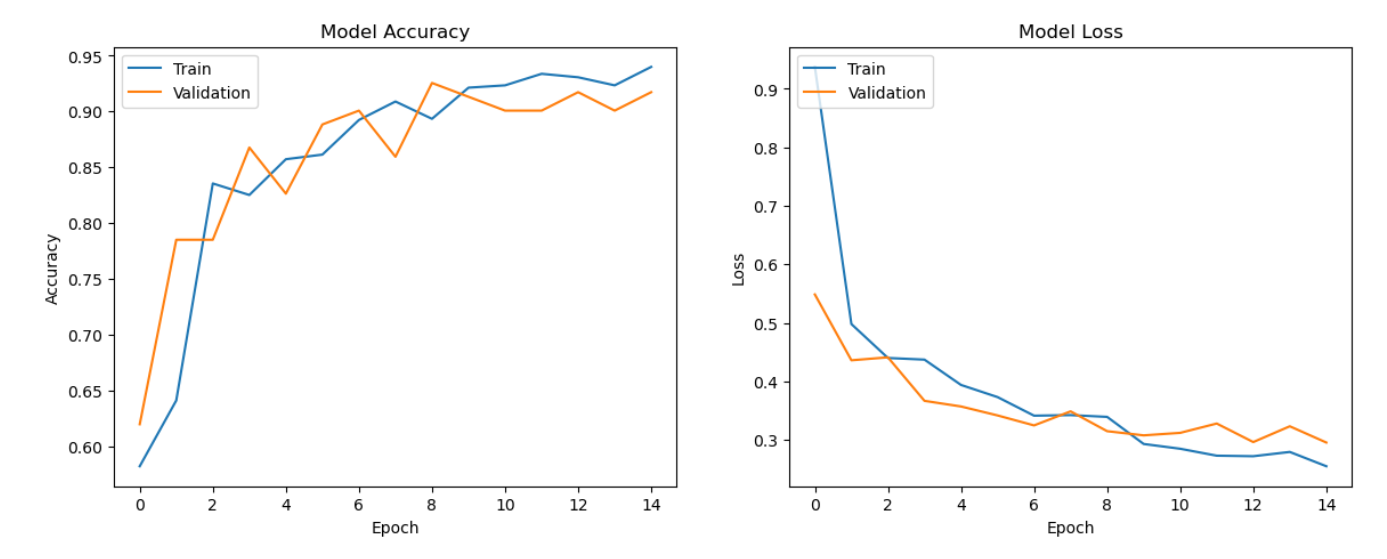 Model Accuracy
Train
Validation
0.95
0.90
0.85
0.80
0.75
0.70
0.65
0.60
Accuracy
0 2 4 6 8 10 12 14
Epoch
Model Loss
Train
Validation
0.9
0.8
0.7
0.6
0.5
0.4
0.3
Loss
0 2 4 6 8 10 12 14
Epoch